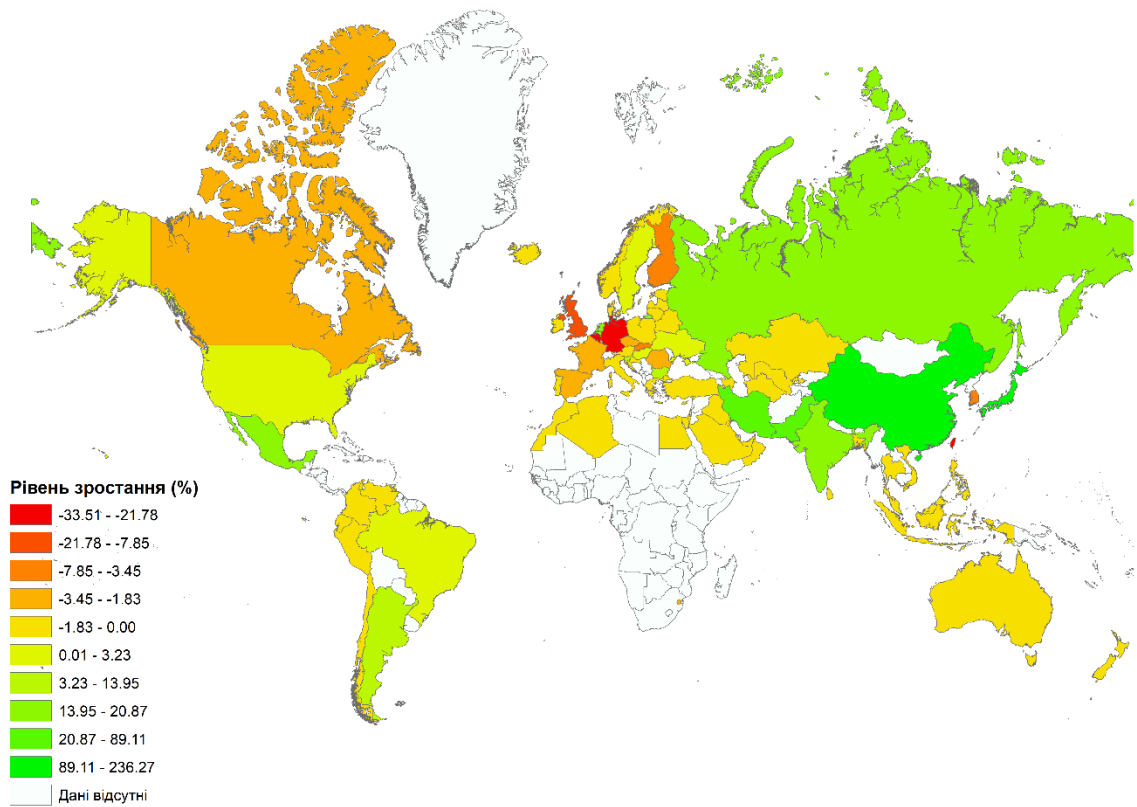 Рівень зростання (%)
-33.51 - -21.78
-21.78 - -7.85
-7.85 - -3.45
-3.45 - -1.83
-1.83 - 0.00
0.01 - 3.23
3.23 - 13.95
13.95 - 20.87
20.87 - 89.11
89.11 - 236.27
Дані відсутні